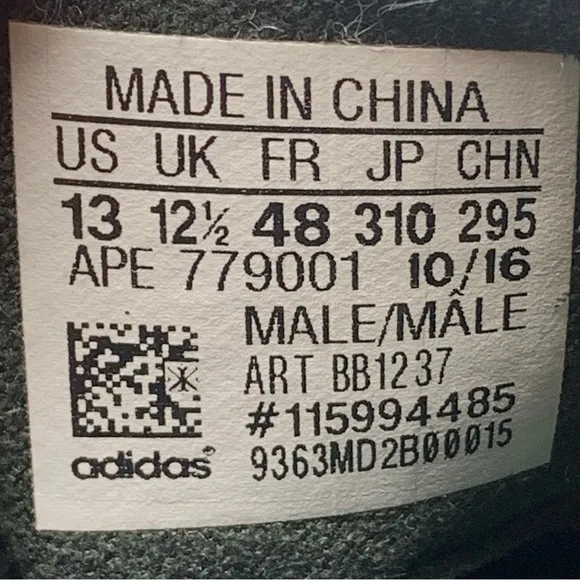 MADE IN CHINA
US UK FR JP CHN
13 12½ 48 310 295
APE 779001 10/16
MALE/MÂLE
ART BB1237
#115994485
9363MD2B00015
adidas®